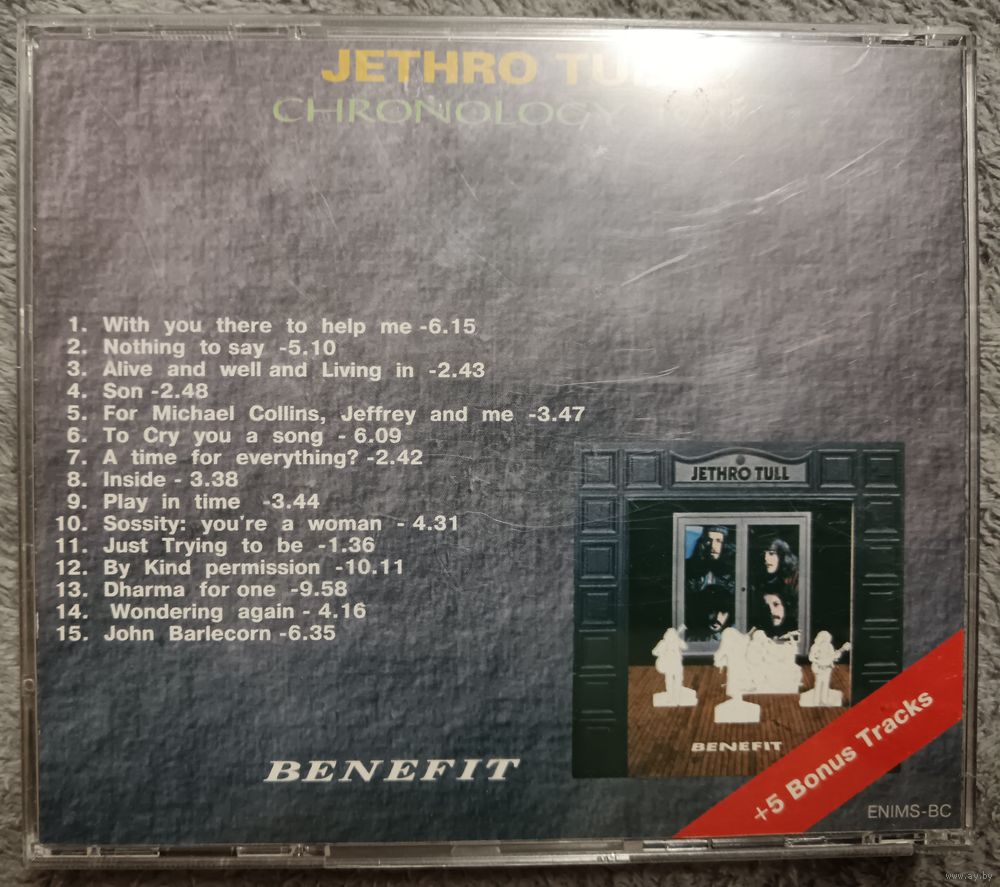 JETHRO
CHRONOLOGY
1. With you there to help me -6.15
2. Nothing to say -5.10
3. Alive and well and Living in -2.43
4. Son -2.48
5. For Michael Collins, Jeffrey and me -3.47
6. To Cry you a song - 6.09
7. A time for everything? -2.42
8. Inside - 3.38
9. Play in time -3.44
10. Sossity: you're a woman - 4.31
11. Just Trying to be -1.36
12. By Kind permission -10.11
13. Dharma for one -9.58
14. Wondering again - 4.16
15. John Barlecorn -6.35
JETHRO TULL
BENEFIT
BENEFIT
+5 Bonus Tracks
ENIMS-BC
www.ay.by